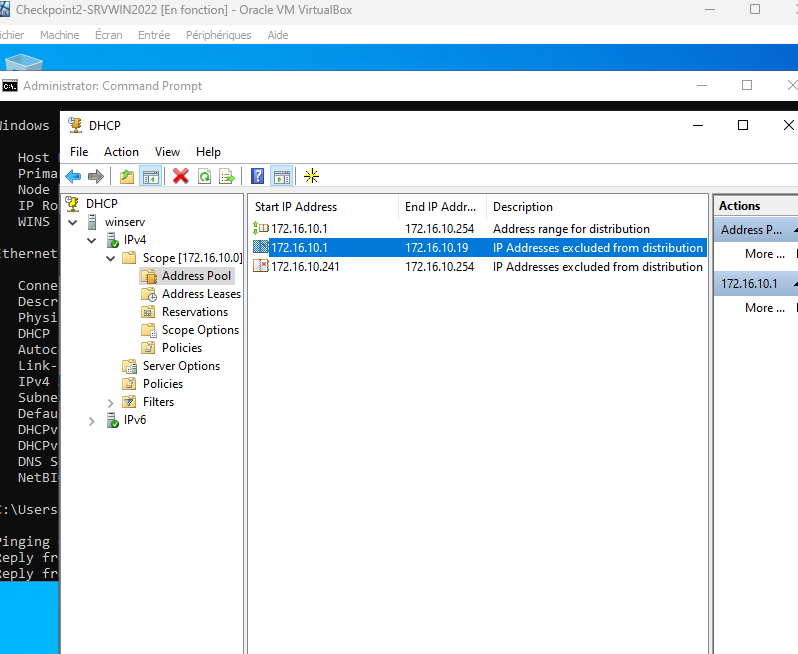 Checkpoint2-SRVWIN2022 [En fonction] - Oracle VM VirtualBox
ichier Machine Écran Entrée Périphériques Aide
Administrator: Command Prompt
DHCP
File Action View Help
DHCP
winserv
IPv4
Scope [172.16.10.0]
Address Pool
Address Leases
Reservations
Scope Options
Policies
Server Options
Policies
Filters
IPv6
Start IP Address End IP Addr... Description
172.16.10.1 172.16.10.254 Address range for distribution
172.16.10.1 172.16.10.19 IP Addresses excluded from distribution
172.16.10.241 172.16.10.254 IP Addresses excluded from distribution
Actions
Address P...
More ...
172.16.10.1
More ...
Windows
Host
Prima
Node
IP Ro
WINS
Ethernet
Conne
Descr
Physi
DHCP
Autoc
Link-
IPv4
Subne
Defau
DHCPv
DHCPv
DNS S
NetBI
C:\Users
Pinging
Reply fr
Reply fr